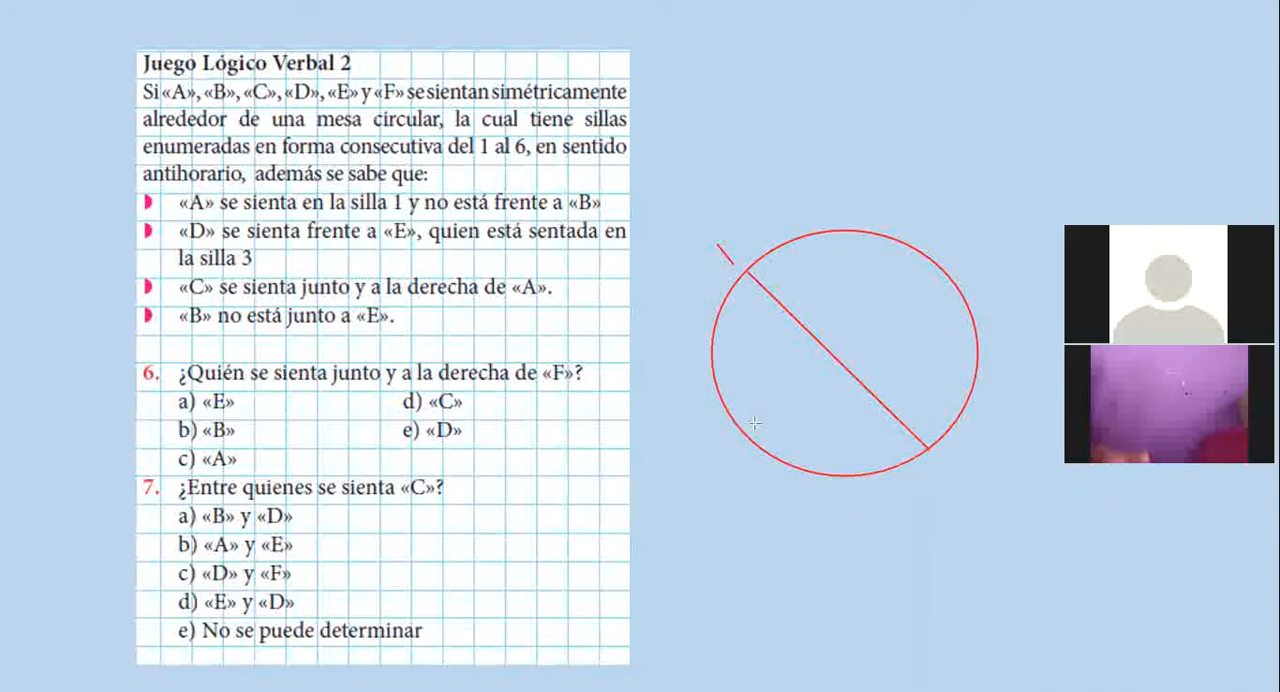 Juego Lógico Verbal 2
Si «A», «B», «C», «D», «E» y «F» se sientan simétricamente
alrededor de una mesa circular, la cual tiene sillas
enumeradas en forma consecutiva del 1 al 6, en sentido
antihorario, además se sabe que:
«A» se sienta en la silla 1 y no está frente a «B»
«D» se sienta frente a «E», quien está sentada en
la silla 3
«C» se sienta junto y a la derecha de «A».
«B» no está junto a «E».
6. ¿Quién se sienta junto y a la derecha de «F»?
a) «E» d) «C»
b) «B» e) «D»
c) «A»
7. ¿Entre quienes se sienta «C»?
a) «B» y «D»
b) «A» y «E»
c) «D» y «F»
d) «E» y «D»
e) No se puede determinar